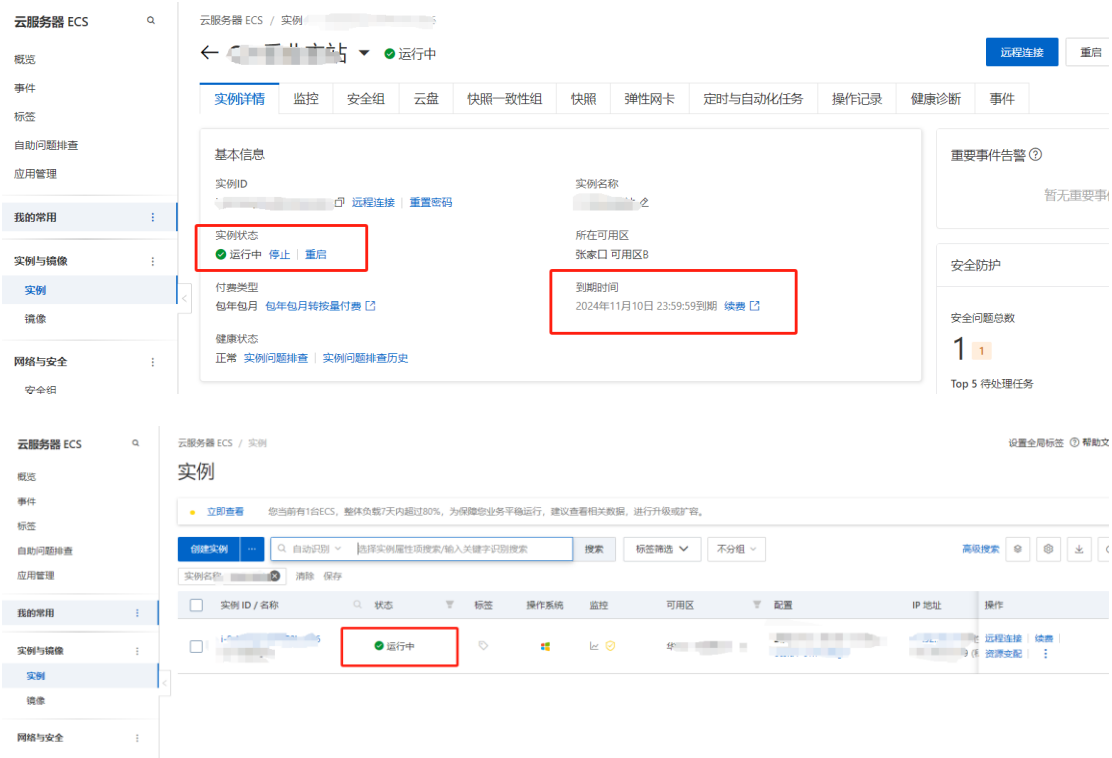 云服务器 ECS
概览
事件
标签
自助问题排查
应用管理
我的常用
实例与镜像
实例
镜像
网络与安全
安全组
云服务器 ECS / 实例
运行中
远程连接 重启
实例详情 监控 安全组 云盘 快照一致性组 快照 弹性网卡 定时与自动化任务 操作记录 健康诊断 事件
基本信息
实例ID
远程连接 重置密码
实例名称
实例状态
运行中 停止 重启
所在可用区
张家口 可用区B
付费类型
包年包月 包年包月转按量付费
到期时间
2024年11月10日 23:59:59到期 续费
健康状态
正常 实例问题排查 实例问题排查历史
重要事件告警
暂无重要事件
安全防护
安全问题总数
1 1
Top 5 待处理任务
云服务器 ECS
概览
事件
标签
自助问题排查
应用管理
我的常用
实例与镜像
实例
镜像
网络与安全
云服务器 ECS / 实例
设置全局标签 帮助文
实例
立即查看 您当前有1台ECS，整体负载7天内超过80%，为保障您业务平稳运行，建议查看相关数据，进行升级或扩容。
创建实例 ··· 自动识别 选择实例属性项搜索/输入关键字识别搜索 搜索 标签筛选 不分组 高级搜索
实例名称 清除 保存
实例 ID / 名称 状态 标签 操作系统 监控 可用区 配置 IP 地址 操作
运行中
远程连接 续费
资源变配